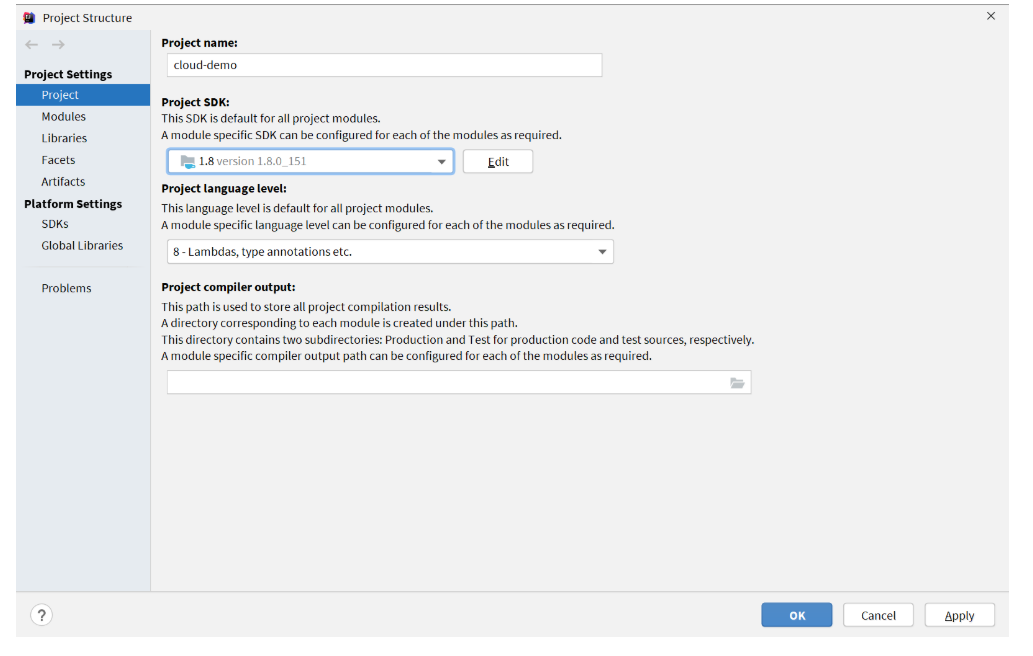 Project Structure
Project Settings
Project
Modules
Libraries
Facets
Artifacts
Platform Settings
SDKs
Global Libraries
Problems
Project name:
cloud-demo
Project SDK:
This SDK is default for all project modules.
A module specific SDK can be configured for each of the modules as required.
1.8 version 1.8.0_151
Edit
Project language level:
This language level is default for all project modules.
A module specific language level can be configured for each of the modules as required.
8 - Lambdas, type annotations etc.
Project compiler output:
This path is used to store all project compilation results.
A directory corresponding to each module is created under this path.
This directory contains two subdirectories: Production and Test for production code and test sources, respectively.
A module specific compiler output path can be configured for each of the modules as required.
?
OK
Cancel
Apply